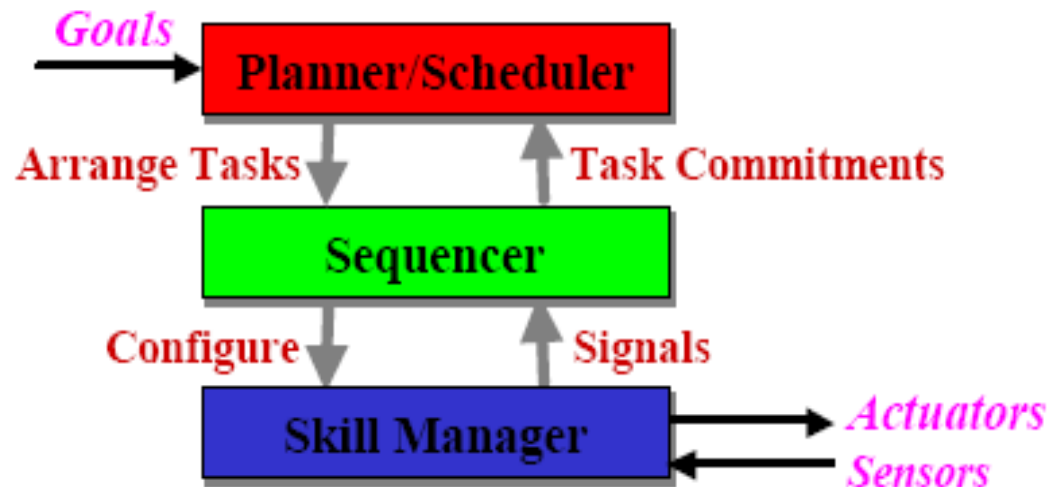 Goals
Planner/Scheduler
Arrange Tasks
Task Commitments
Sequencer
Configure
Signals
Skill Manager
Actuators
Sensors